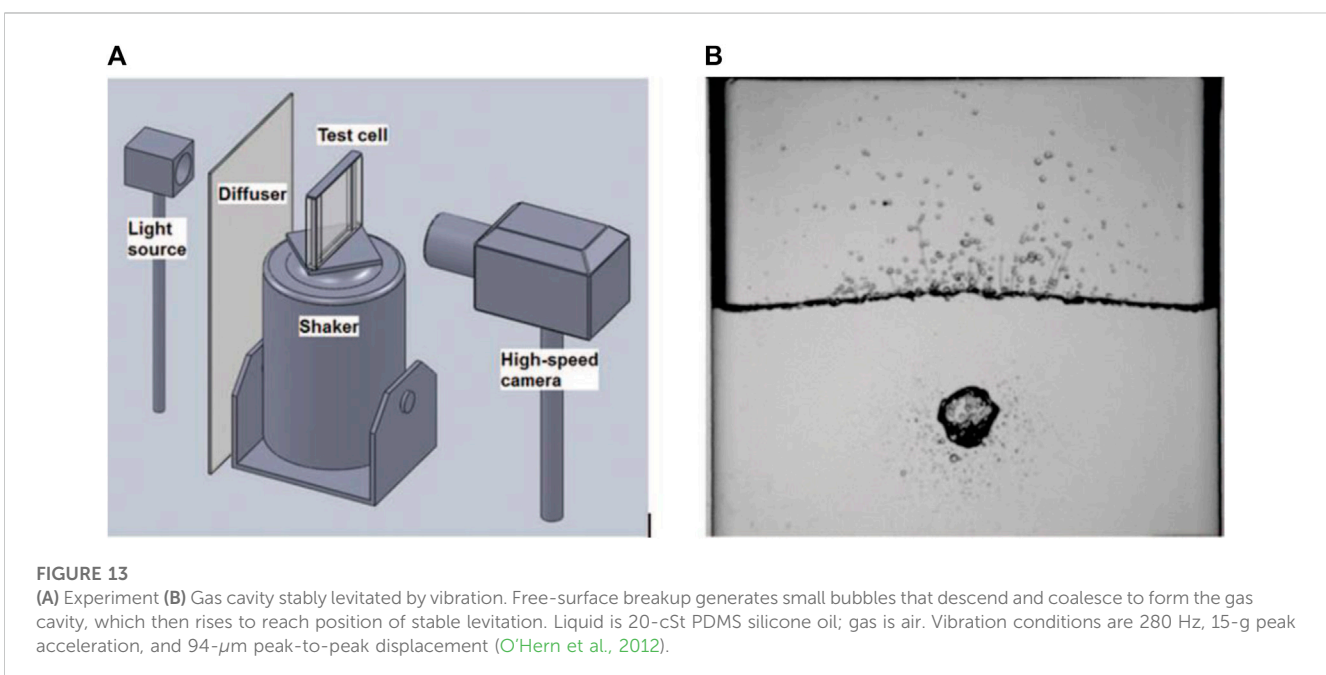 A
B
Test cell
Diffuser
Light
source
Shaker
High-speed
camera
FIGURE 13
(A) Experiment (B) Gas cavity stably levitated by vibration. Free-surface breakup generates small bubbles that descend and coalesce to form the gas
cavity, which then rises to reach position of stable levitation. Liquid is 20-cSt PDMS silicone oil; gas is air. Vibration conditions are 280 Hz, 15-g peak
acceleration, and 94-µm peak-to-peak displacement (O’Hern et al., 2012).